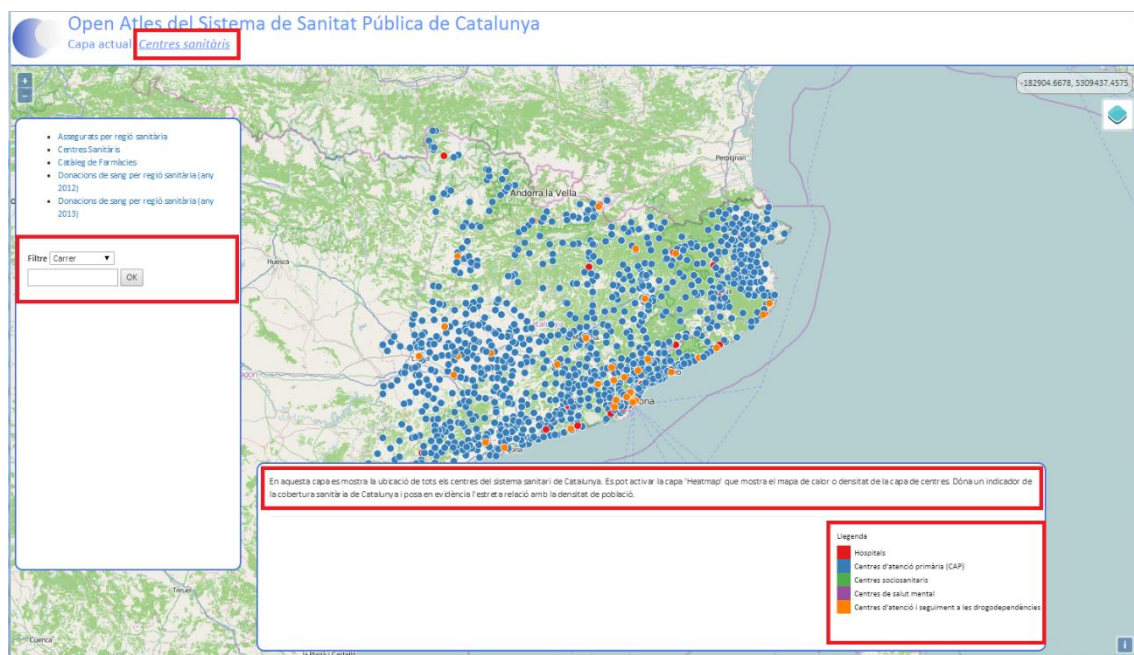 Open Atles del Sistema de Sanitat Pública de Catalunya
Capa actual Centres sanitàris
+
-
-182904.6678, 5309437.4575
Assegurats per regió sanitària
Centres Sanitàris
Catàleg de Farmàcies
Donacions de sang per regió sanitària (any
2012)
Donacions de sang per regió sanitària (any
2013)
Perpignan
Andorra la Vella
Filtre Carrer
OK
Huesca
En aquesta capa es mostra la ubicació de tots els centres del sistema sanitari de Catalunya. Es pot activar la capa 'Heatmap' que mostra el mapa de calor o densitat de la capa de centres. Dóna un indicador de
la cobertura sanitària de Catalunya i posa en evidència l'estreta relació amb la densitat de població.
Llegenda
Hospitals
Centres d'atenció primària (CAP)
Centres sociosanitaris
Centres de salut mental
Centres d'atenció i seguiment a les drogodependències
Teruel
Cuenca
i